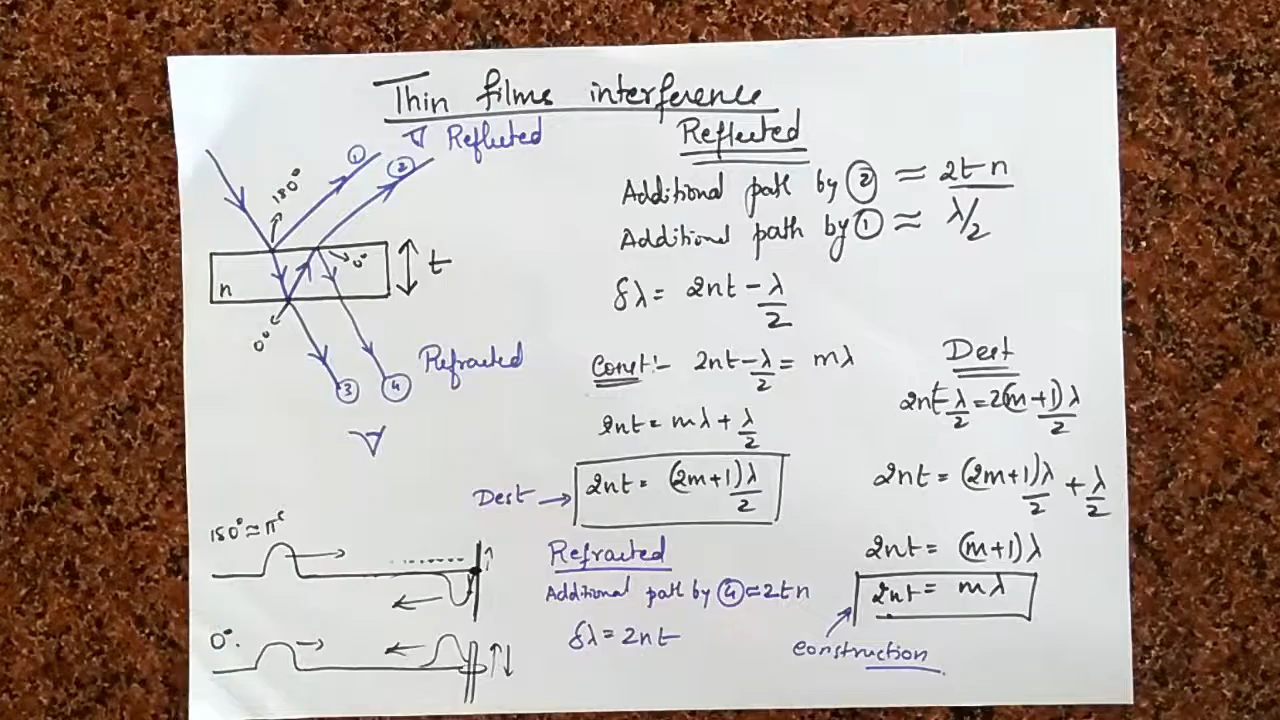 Thin films interference
Reflected
① ②
180°
0°
n
t
0°
Refracted
③ ④
Reflected
Additional path by ② ≈ 2t n
Additional path by ① ≈ λ/2
δλ = 2nt - λ/2
Const:- 2nt - λ/2 = mλ
2nt = mλ + λ/2
Dest → 2nt = (2m+1)λ/2
Dest
2nt - λ/2 = 2(m+1)λ/2
2nt = (2m+1)λ/2 + λ/2
2nt = (m+1)λ
2nt = mλ
construction
Refracted
Additional path by ④ = 2tn
δλ = 2nt
180° ≈ π^c
0°.